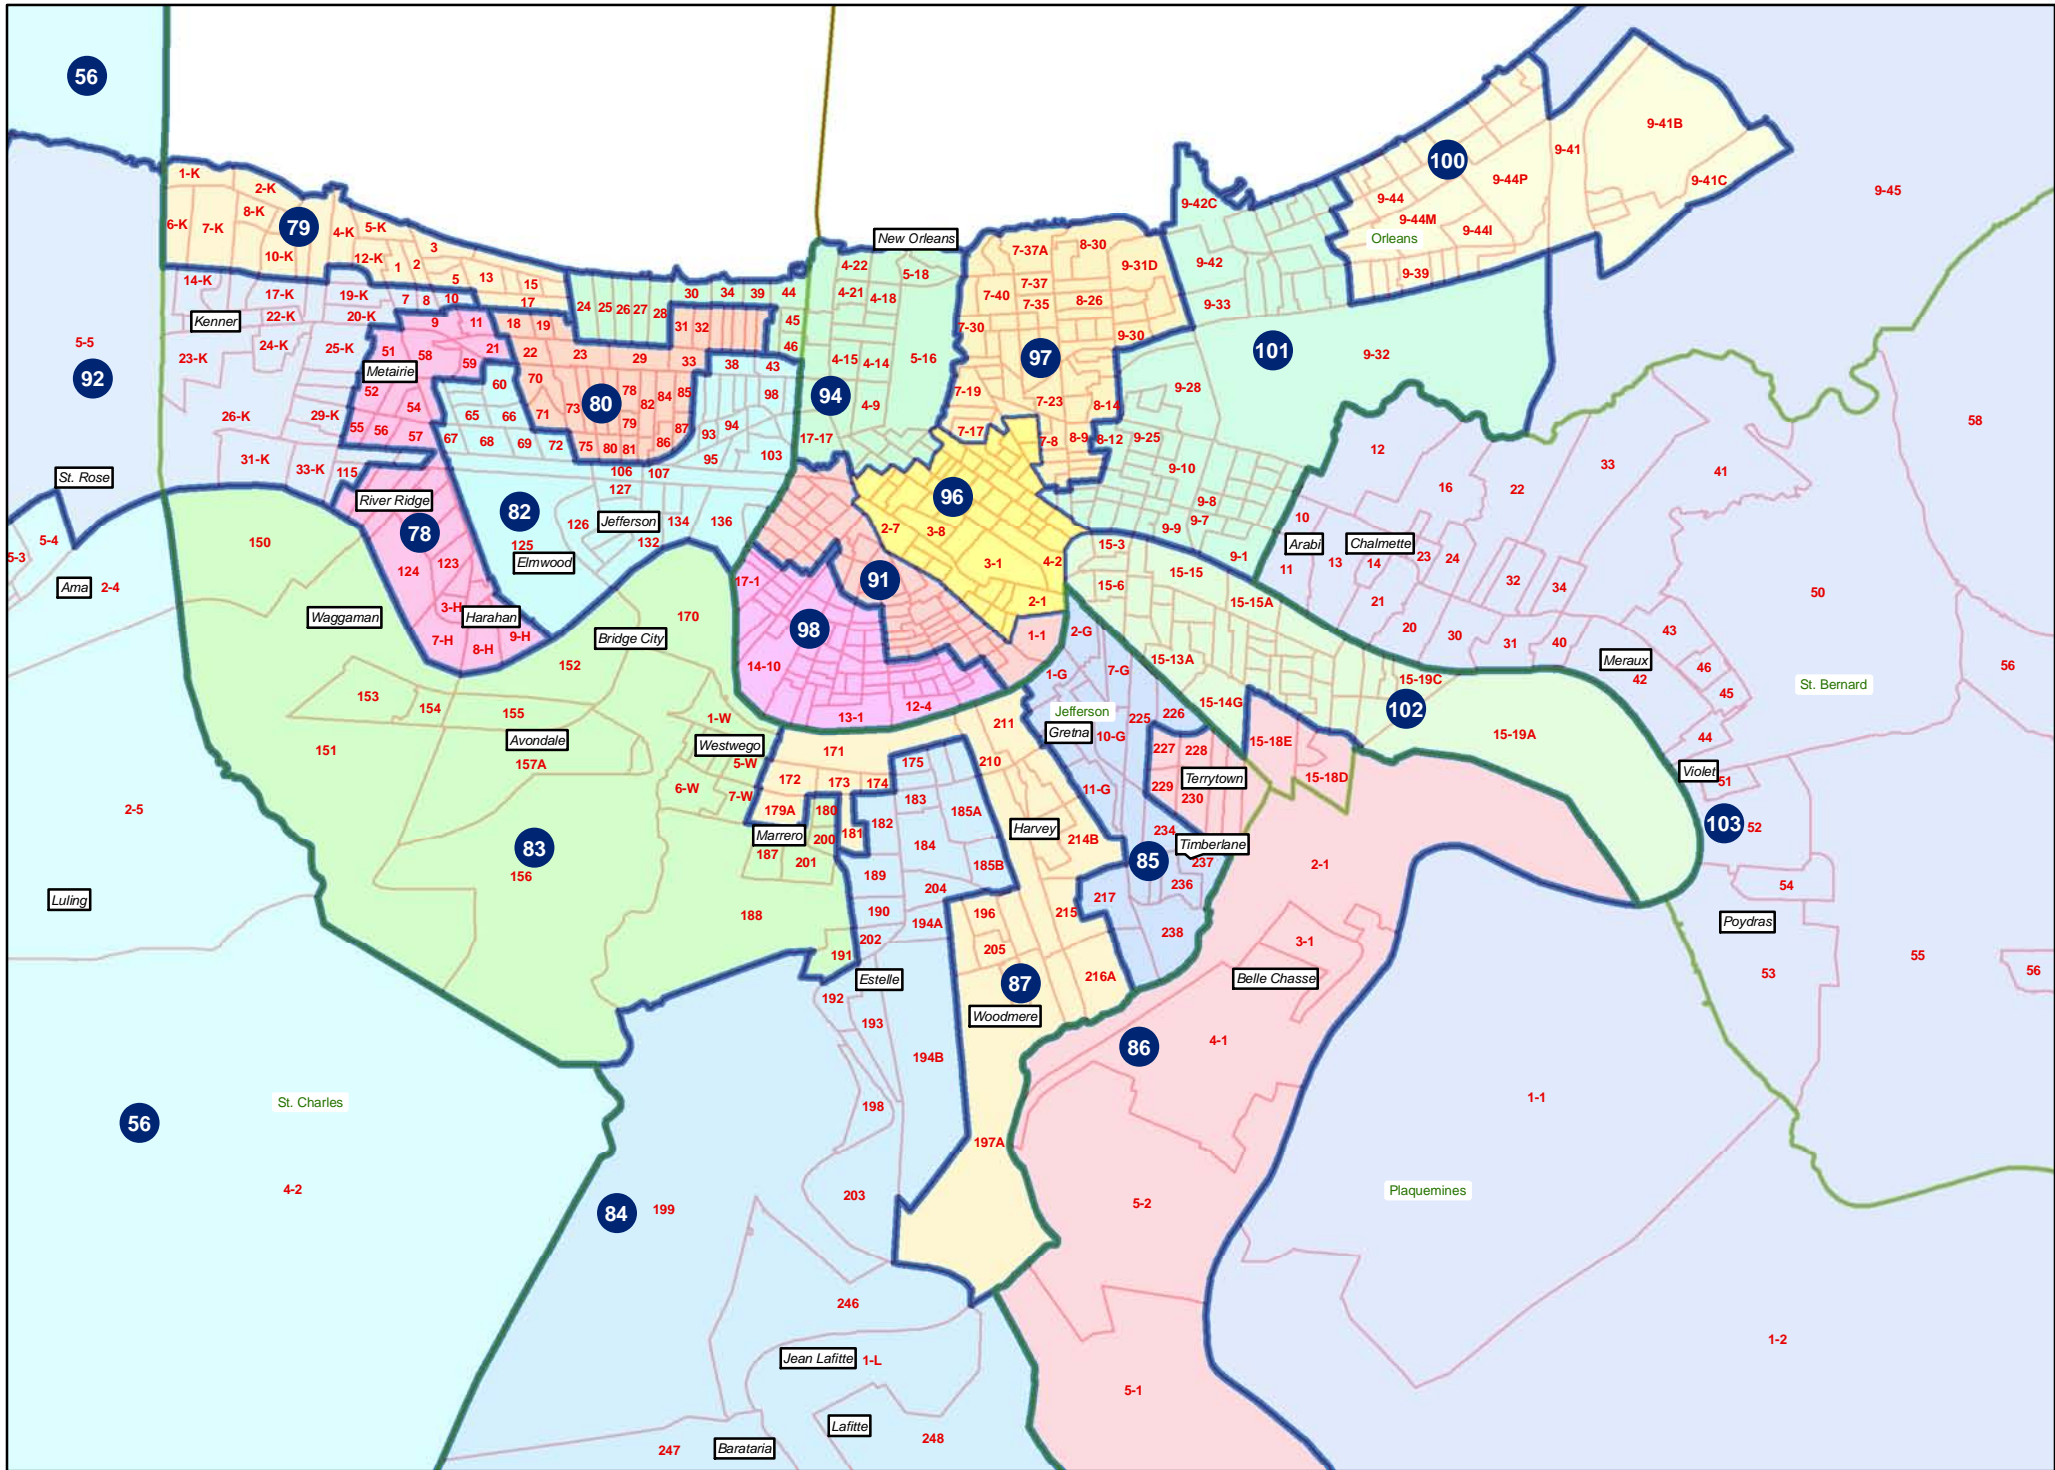 56
9-41B
9-41
100
1-K
2-K
9-44P
9-41C
9-45
9-44
9-42C
8-K
6-K
7-K
79
4-K
5-K
9-44M
9-44I
Orleans
New Orleans
3
7-37A
8-30
10-K
12-K
1
2
4-22
5-18
9-31D
9-42
9-39
14-K
5
13
15
7-37
17-K
19-K
7
8
10
17
24
25
26
27
28
30
34
39
44
4-21
4-18
7-40
7-35
8-26
9-33
Kenner
22-K
20-K
9
11
18
19
31
32
45
7-30
9-30
5-5
24-K
25-K
51
58
21
22
23
29
33
46
23-K
59
38
43
4-15
4-14
5-16
97
101
9-32
92
Metairie
60
70
80
78
82
84
85
98
94
7-19
9-28
52
54
65
66
71
73
79
4-9
7-23
8-14
26-K
29-K
55
56
57
67
68
69
72
75
80
81
86
87
93
94
17-17
7-17
7-8
8-9
8-12
9-25
12
58
31-K
33-K
115
106
107
95
103
9-10
33
41
St. Rose
River Ridge
127
96
16
22
82
126
Jefferson
134
136
2-7
3-8
9-8
9-7
9-9
10
5-4
150
78
125
132
15-3
Arabi
Chalmette
23
24
5-3
Elmwood
9-1
11
13
14
Ama
2-4
124
123
17-1
91
3-1
4-2
15-6
15-15
32
34
50
3-H
2-1
15-15A
21
Waggaman
Harahan
170
98
1-1
2-G
20
30
31
40
43
7-H
8-H
9-H
Bridge City
152
14-10
1-G
7-G
15-13A
Meraux
42
46
56
153
154
155
15-19C
45
St. Bernard
1-W
13-1
12-4
Jefferson
225
226
15-14G
102
151
Avondale
157A
Westwego
171
211
Gretna
10-G
15-18E
15-19A
44
5-W
172
173
174
175
210
227
228
Terrytown
15-18D
Violet
51
6-W
7-W
11-G
229
230
2-5
179A
180
181
182
183
185A
Harvey
214B
234
Timberlane
103
52
83
Marrero
200
184
85
237
2-1
156
187
201
189
185B
236
54
Luling
204
217
188
190
194A
196
215
238
Poydras
202
205
3-1
191
55
Estelle
216A
Belle Chasse
53
56
192
87
193
Woodmere
86
4-1
194B
56
St. Charles
198
1-1
197A
4-2
203
5-2
Plaquemines
84
199
246
1-2
Jean Lafitte
1-L
5-1
Lafitte
247
Barataria
248